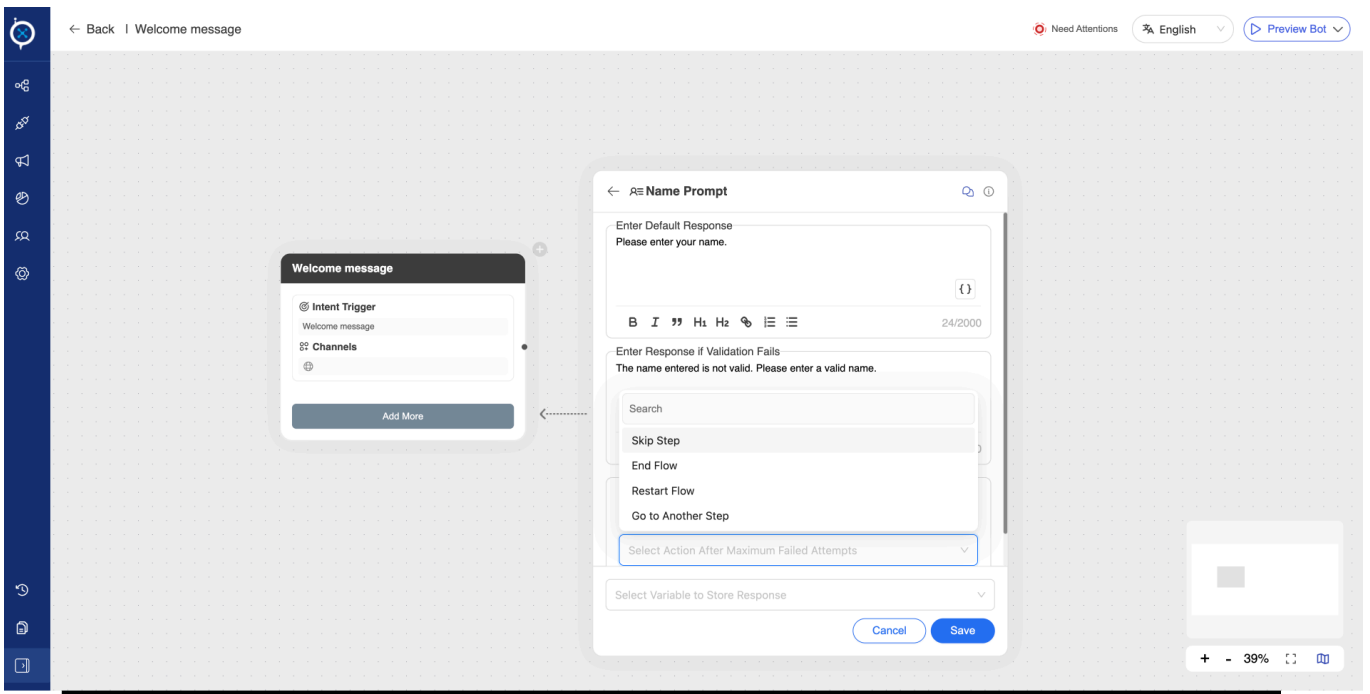 Back | Welcome message
Need Attentions
English
Preview Bot
Name Prompt
Enter Default Response
Please enter your name.
{}
B I ” H1 H2
24/2000
Enter Response if Validation Fails
The name entered is not valid. Please enter a valid name.
Search
Skip Step
End Flow
Restart Flow
Go to Another Step
Select Action After Maximum Failed Attempts
Select Variable to Store Response
Cancel
Save
Welcome message
Intent Trigger
Welcome message
Channels
Add More
+ - 39%